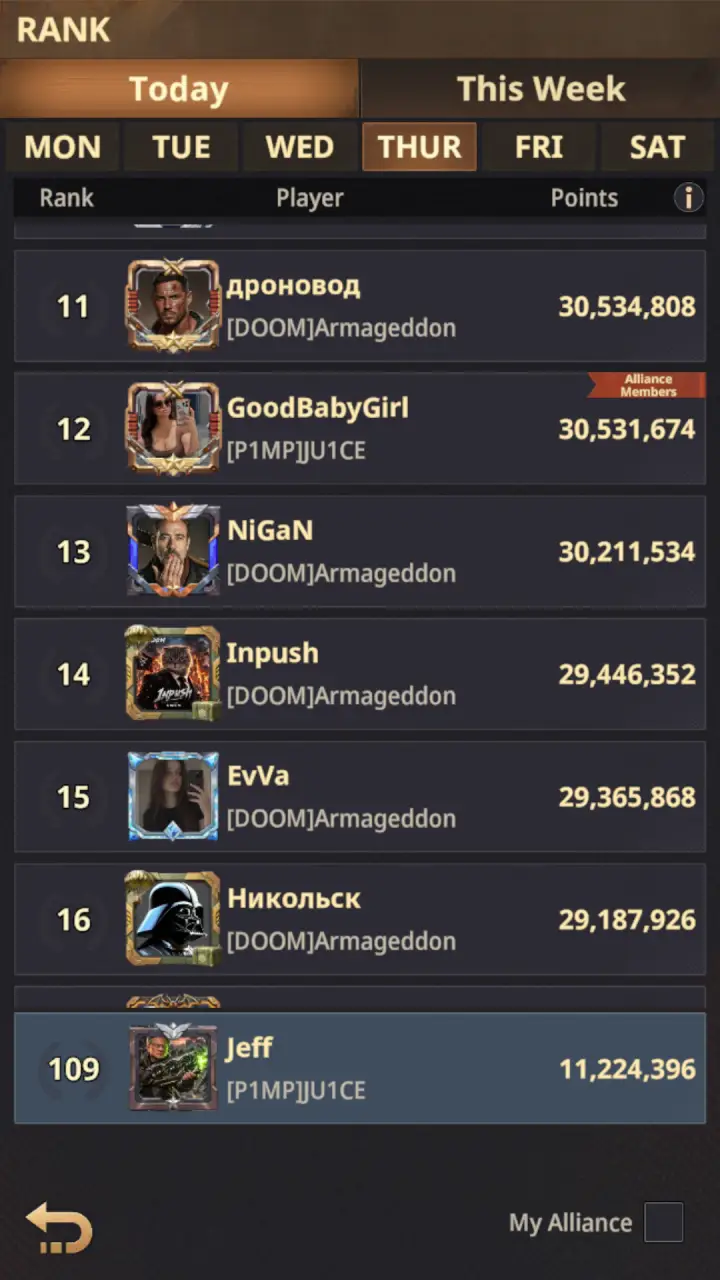 RANK
Today
This Week
MON TUE WED THUR FRI SAT
Rank Player Points i
11 дроновод 30,534,808
[DOOM]Armageddon
Alliance Members
12 GoodBabyGirl 30,531,674
[P1MP]JU1CE
13 NiGaN 30,211,534
[DOOM]Armageddon
INPUSH
14 Inpush 29,446,352
[DOOM]Armageddon
15 EvVa 29,365,868
[DOOM]Armageddon
16 Никольск 29,187,926
[DOOM]Armageddon
109 Jeff 11,224,396
[P1MP]JU1CE
My Alliance